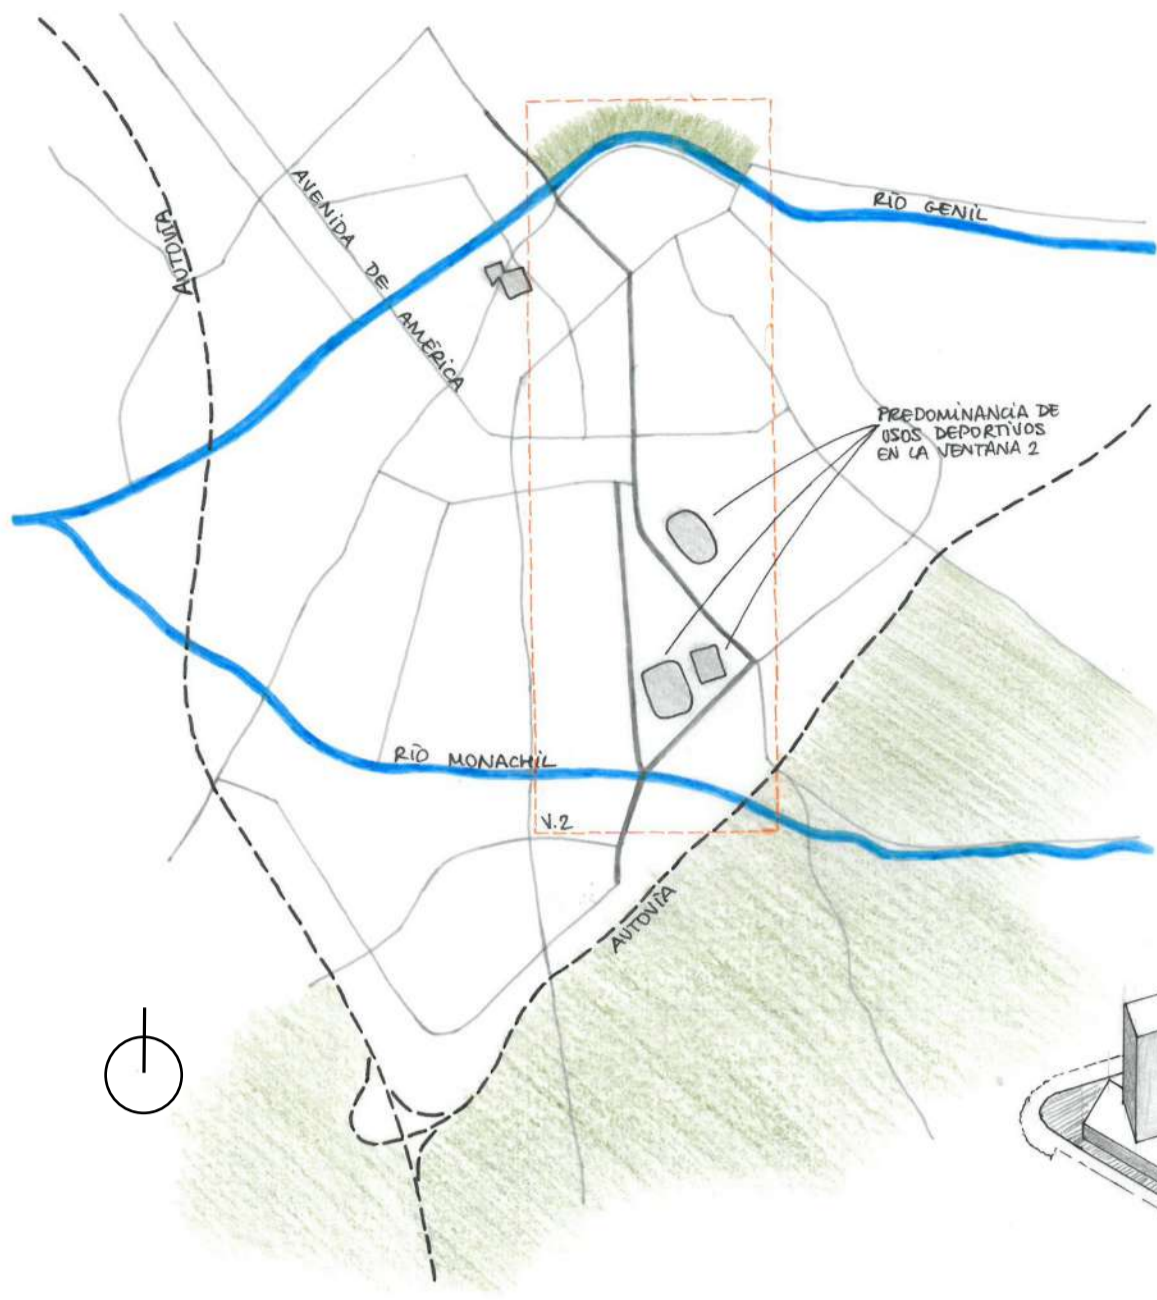 RÍO GENIL
AUTOVÍA
AVENIDA DE AMÉRICA
PREDOMINANCIA DE
USOS DEPORTIVOS
EN LA VENTANA 2
RÍO MONACHIL
V.2
AUTOVÍA